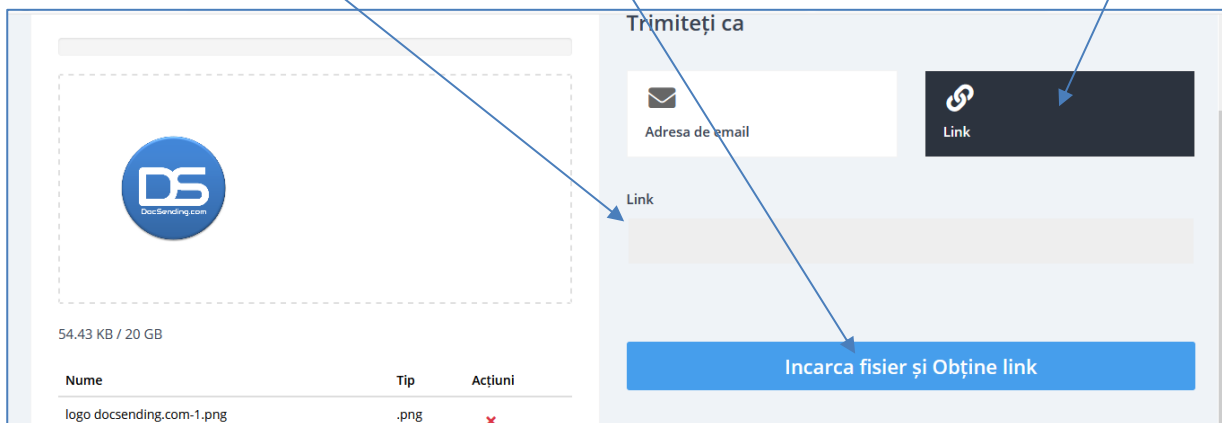 Trimiteți ca
Adresa de email
Link
DS
DocSending.com
Link
54.43 KB / 20 GB
Incarca fisier și Obține link
Nume Tip Acțiuni
logo docsending.com-1.png .png